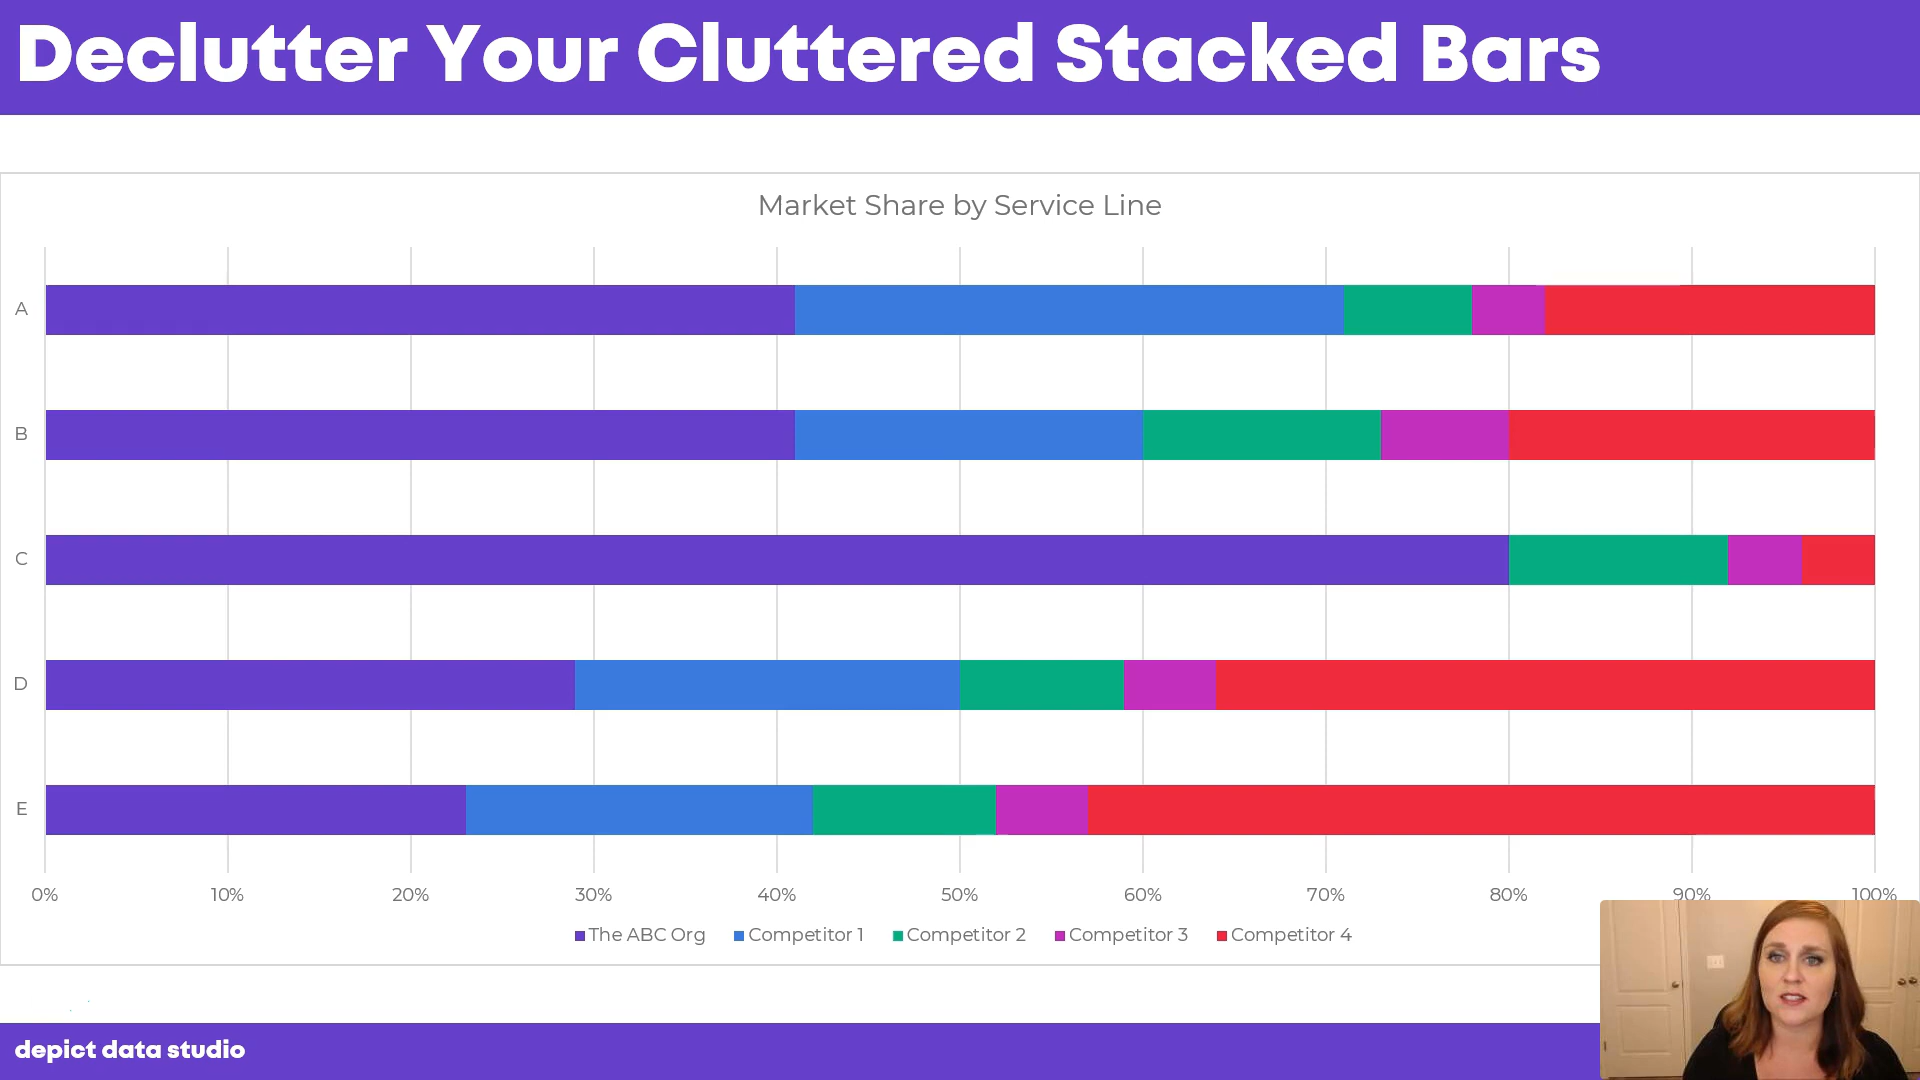 Declutter Your Cluttered Stacked Bars
Market Share by Service Line
A
B
C
D
E
0% 10% 20% 30% 40% 50% 60% 70% 80% 90% 100%
The ABC Org Competitor 1 Competitor 2 Competitor 3 Competitor 4
depict data studio